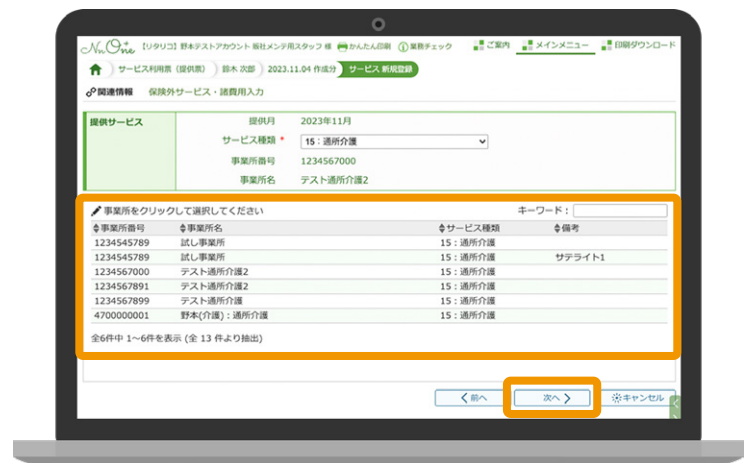 Nn One 【リタリコ】野本テストアカウント 販社メンテ用スタッフ 様 かんたん印刷 業務チェック ご案内 メインメニュー 印刷ダウンロード
サービス利用票（提供票） 鈴木 次郎 2023.11.04 作成分 サービス 新規登録
関連情報 保険外サービス・諸費用入力
提供サービス 提供月 2023年11月
サービス種類 * 15：通所介護
事業所番号 1234567000
事業所名 テスト通所介護2
事業所をクリックして選択してください キーワード：
事業所番号 事業所名 サービス種類 備考
1234545789 試し事業所 15：通所介護
1234545789 試し事業所 15：通所介護 サテライト1
1234567000 テスト通所介護2 15：通所介護
1234567891 テスト通所介護2 15：通所介護
1234567899 テスト通所介護 15：通所介護
4700000001 野本(介護)：通所介護 15：通所介護
全6件中 1～6件を表示 (全 13 件より抽出)
前へ 次へ キャンセル